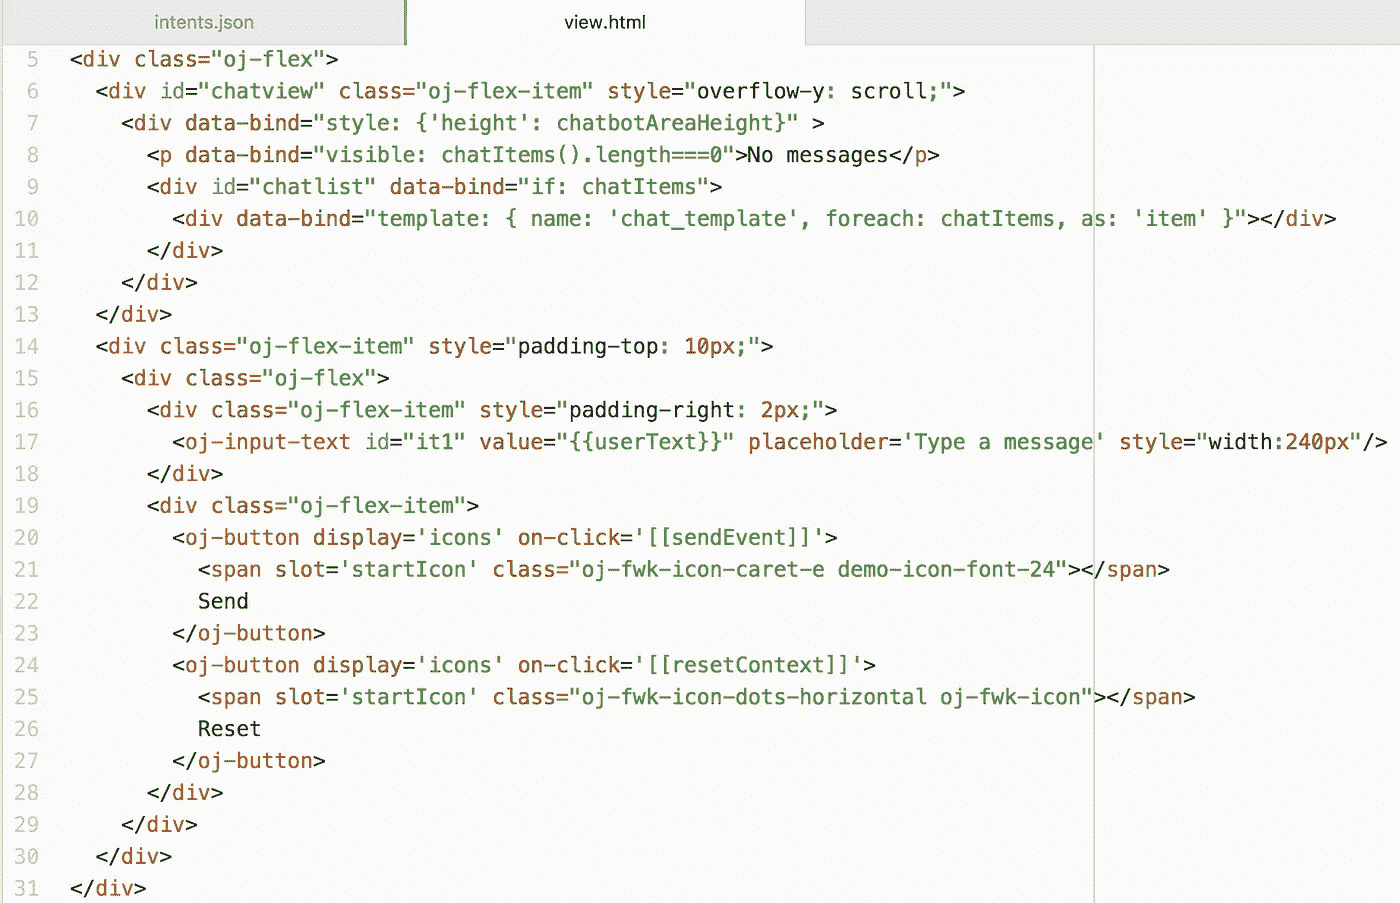 intents.json view.html
5 <div class="oj-flex">
6   <div id="chatview" class="oj-flex-item" style="overflow-y: scroll;">
7     <div data-bind="style: {'height': chatbotAreaHeight}" >
8       <p data-bind="visible: chatItems().length===0">No messages</p>
9       <div id="chatlist" data-bind="if: chatItems">
10         <div data-bind="template: { name: 'chat_template', foreach: chatItems, as: 'item' }"></div>
11       </div>
12     </div>
13   </div>
14   <div class="oj-flex-item" style="padding-top: 10px;">
15     <div class="oj-flex">
16       <div class="oj-flex-item" style="padding-right: 2px;">
17         <oj-input-text id="it1" value="{{userText}}" placeholder='Type a message' style="width:240px"/>
18       </div>
19       <div class="oj-flex-item">
20         <oj-button display='icons' on-click='[[sendEvent]]'>
21           <span slot='startIcon' class="oj-fwk-icon-caret-e demo-icon-font-24"></span>
22           Send
23         </oj-button>
24         <oj-button display='icons' on-click='[[resetContext]]'>
25           <span slot='startIcon' class="oj-fwk-icon-dots-horizontal oj-fwk-icon"></span>
26           Reset
27         </oj-button>
28       </div>
29     </div>
30   </div>
31 </div>